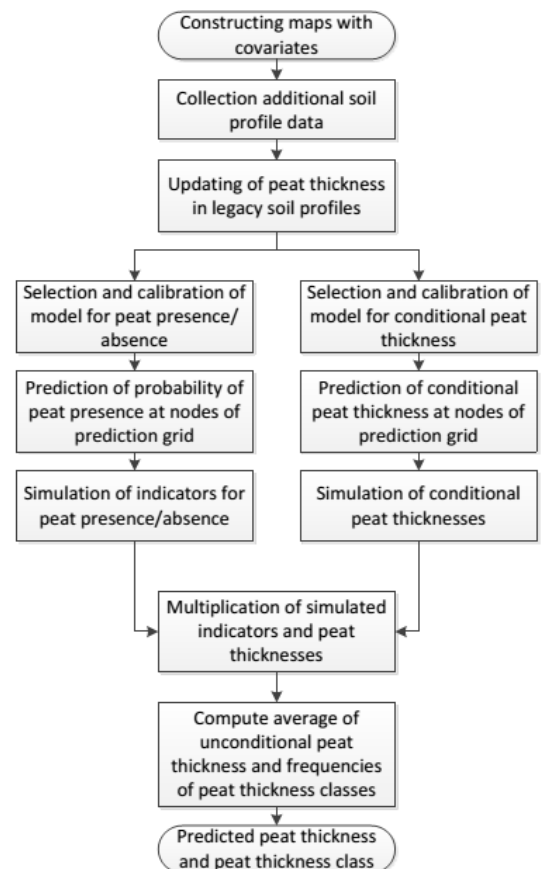 Constructing maps with
covariates
Collection additional soil
profile data
Updating of peat thickness
in legacy soil profiles
Selection and calibration of
model for peat presence/
absence
Selection and calibration of
model for conditional peat
thickness
Prediction of probability of
peat presence at nodes of
prediction grid
Prediction of conditional
peat thickness at nodes of
prediction grid
Simulation of indicators for
peat presence/absence
Simulation of conditional
peat thicknesses
Multiplication of simulated
indicators and peat
thicknesses
Compute average of
unconditional peat
thickness and frequencies
of peat thickness classes
Predicted peat thickness
and peat thickness class